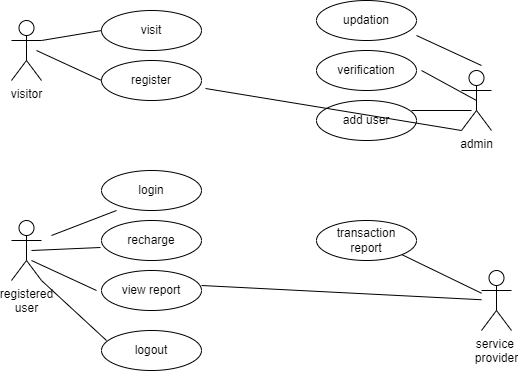 updation
visit
verification
register
visitor
add user
admin
login
transaction
report
recharge
view report
registered
user
service
provider
logout